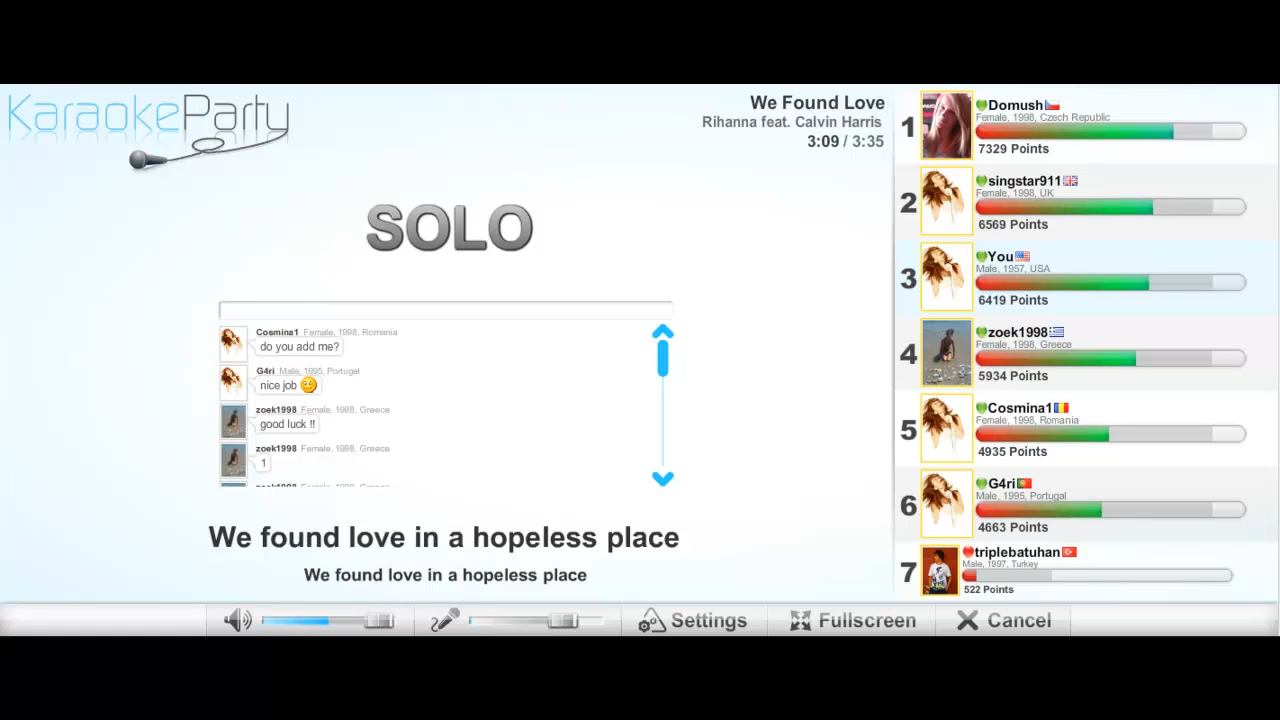 KaraokeParty
We Found Love
Rihanna feat. Calvin Harris
3:09 / 3:35
SOLO
Cosmina1 Female, 1998, Romania
do you add me?
G4ri Male, 1995, Portugal
nice job
zoek1998 Female, 1998, Greece
good luck !!
zoek1998 Female, 1998, Greece
1
zoek1998 Female, 1998, Greece
We found love in a hopeless place
We found love in a hopeless place
1
Domush
Female, 1998, Czech Republic
7329 Points
2
singstar911
Female, 1998, UK
6569 Points
3
You
Male, 1957, USA
6419 Points
4
zoek1998
Female, 1998, Greece
5934 Points
5
Cosmina1
Female, 1998, Romania
4935 Points
6
G4ri
Male, 1995, Portugal
4663 Points
7
triplebatuhan
Male, 1997, Turkey
522 Points
Settings
Fullscreen
Cancel